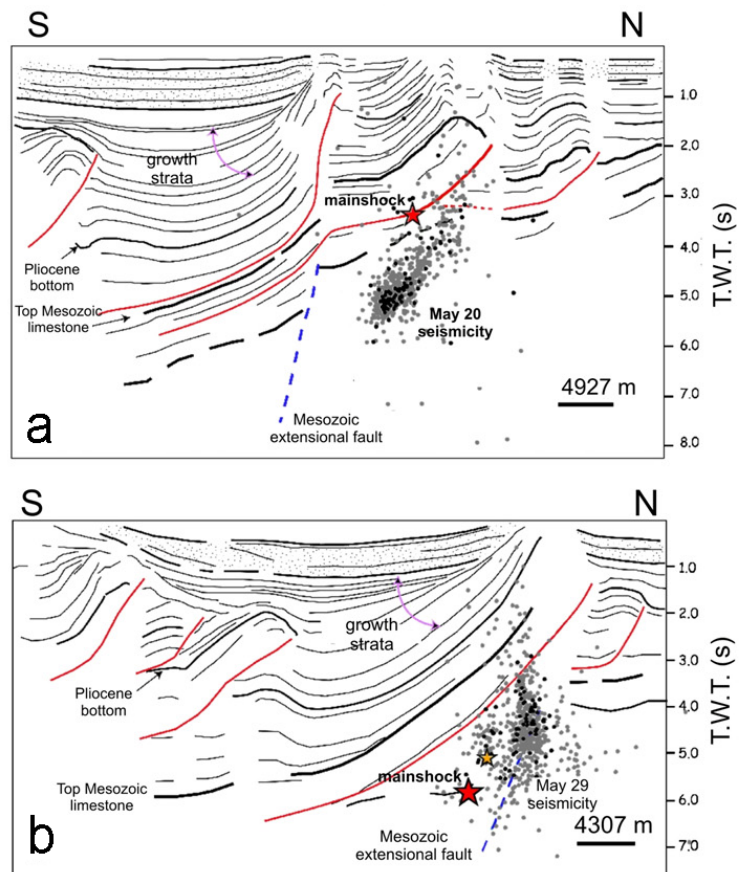 S
N
1.0
2.0
3.0
4.0
5.0
6.0
7.0
8.0
T.W.T. (s)
growth
strata
mainshock
Pliocene
bottom
Top Mesozoic
limestone
May 20
seismicity
4927 m
Mesozoic
extensional fault
a
S
N
1.0
2.0
3.0
4.0
5.0
6.0
7.0
T.W.T. (s)
growth
strata
Pliocene
bottom
mainshock
Top Mesozoic
limestone
May 29
seismicity
4307 m
Mesozoic
extensional fault
b